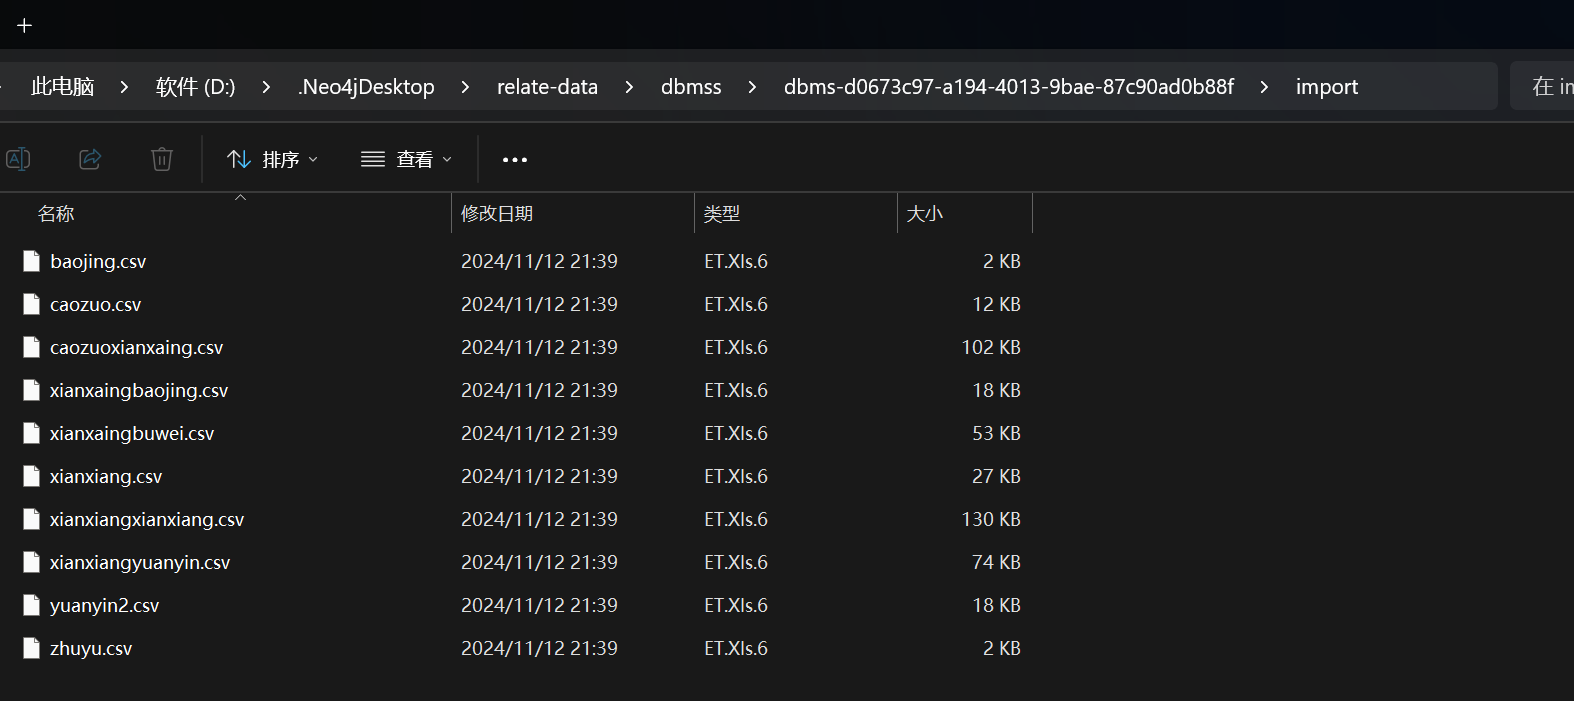 此电脑 > 软件 (D:) > .Neo4jDesktop > relate-data > dbmss > dbms-d0673c97-a194-4013-9bae-87c90ad0b88f > import 在 im
排序 查看
名称 修改日期 类型 大小
baojing.csv 2024/11/12 21:39 ET.Xls.6 2 KB
caozuo.csv 2024/11/12 21:39 ET.Xls.6 12 KB
caozuoxianxaing.csv 2024/11/12 21:39 ET.Xls.6 102 KB
xianxaingbaojing.csv 2024/11/12 21:39 ET.Xls.6 18 KB
xianxaingbuwei.csv 2024/11/12 21:39 ET.Xls.6 53 KB
xianxiang.csv 2024/11/12 21:39 ET.Xls.6 27 KB
xianxiangxianxiang.csv 2024/11/12 21:39 ET.Xls.6 130 KB
xianxiangyuanyin.csv 2024/11/12 21:39 ET.Xls.6 74 KB
yuanyin2.csv 2024/11/12 21:39 ET.Xls.6 18 KB
zhuyu.csv 2024/11/12 21:39 ET.Xls.6 2 KB